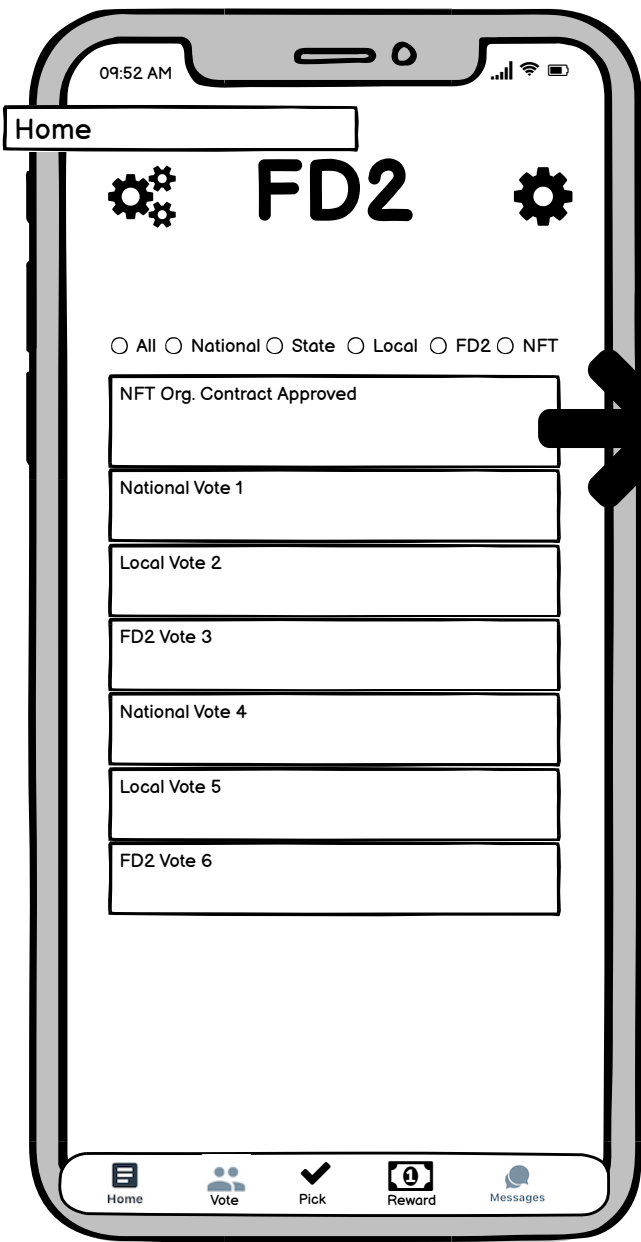 09:52 AM
Home
FD2
All National State Local FD2 NFT
NFT Org. Contract Approved
National Vote 1
Local Vote 2
FD2 Vote 3
National Vote 4
Local Vote 5
FD2 Vote 6
1
Home Vote Pick Reward Messages